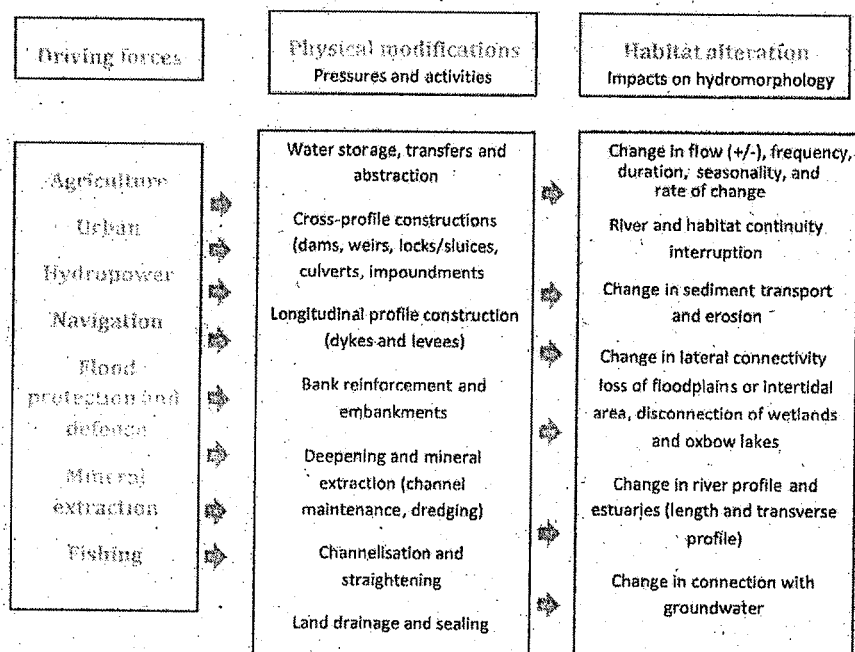 Driving forces
Physical modifications
Pressures and activities
Habitat alteration
Impacts on hydromorphology
Agriculture
Urban
Hydropower
Navigation
Flood
protection and
defence
Mineral
extraction
Fishing
Water storage, transfers and
abstraction
Cross-profile constructions
(dams, weirs, locks/sluices,
culverts, impoundments
Longitudinal profile construction
(dykes and levees)
Bank reinforcement and
embankments
Deepening and mineral
extraction (channel
maintenance, dredging)
Channelisation and
straightening
Land drainage and sealing
Change in flow (+/-), frequency,
duration, seasonality, and
rate of change
River and habitat continuity
interruption
Change in sediment transport
and erosion
Change in lateral connectivity
loss of floodplains or intertidal
area, disconnection of wetlands
and oxbow lakes
Change in river profile and
estuaries (length and transverse
profile)
Change in connection with
groundwater